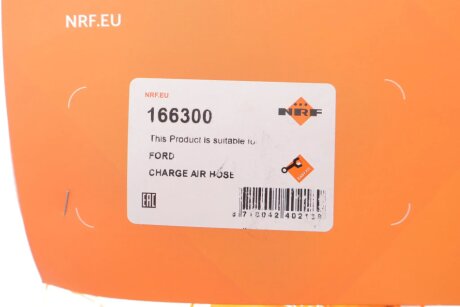 NRF.EU
NRF.EU
166300
NRF
This Product is suitable fo
FORD
CHARGE AIR HOSE
EAC